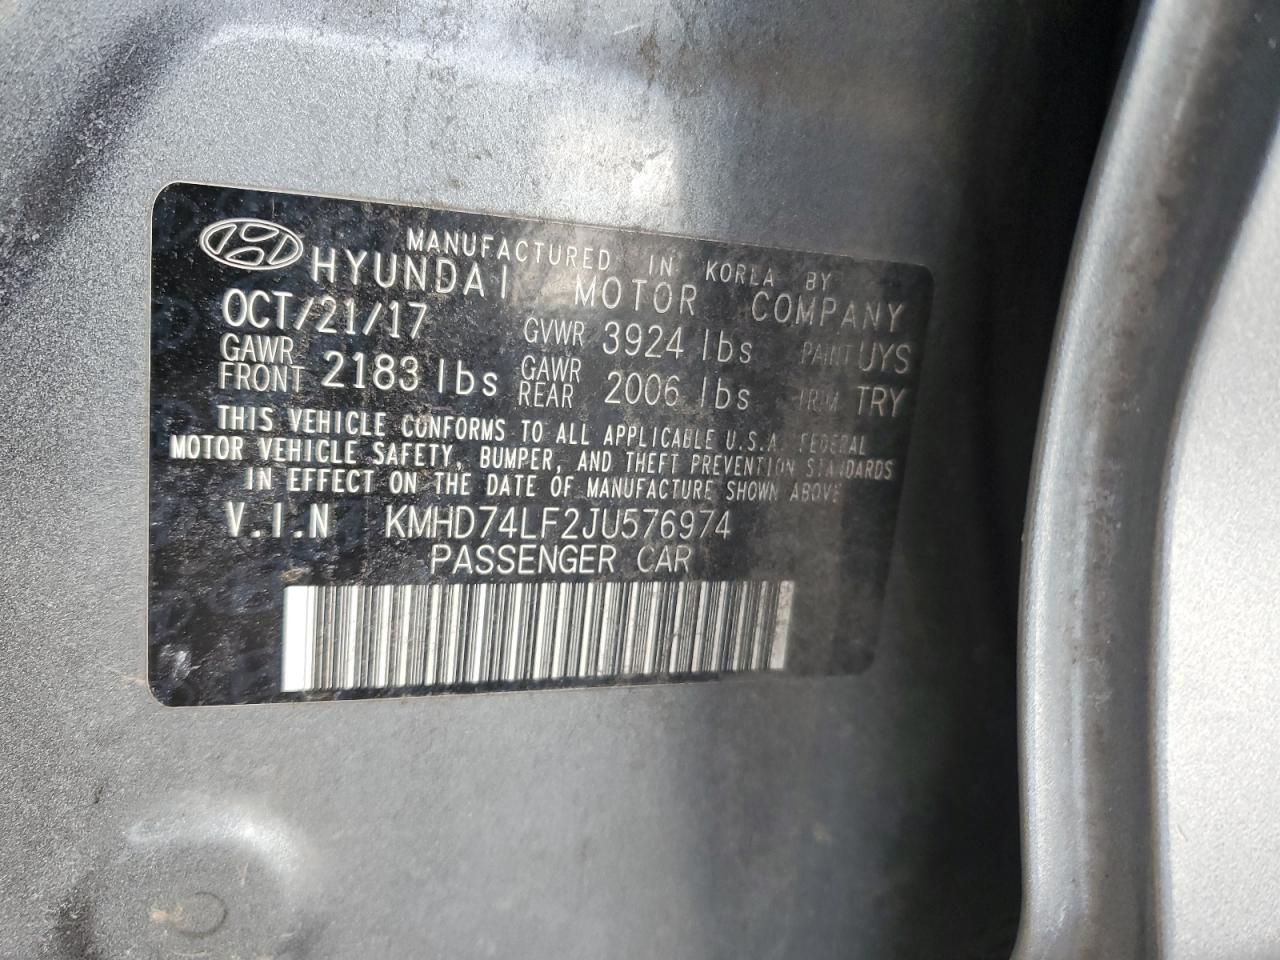 MANUFACTURED IN KORLA BY
HYUNDAI MOTOR COMPANY
OCT/21/17 GVWR 3924 lbs PAINT UYS
GAWR FRONT 2183 lbs GAWR REAR 2006 lbs TRIM TRY
THIS VEHICLE CONFORMS TO ALL APPLICABLE U.S.A. FEDERAL
MOTOR VEHICLE SAFETY, BUMPER, AND THEFT PREVENTION STANDARDS
IN EFFECT ON THE DATE OF MANUFACTURE SHOWN ABOVE
V.I.N KMHD74LF2JU576974
PASSENGER CAR